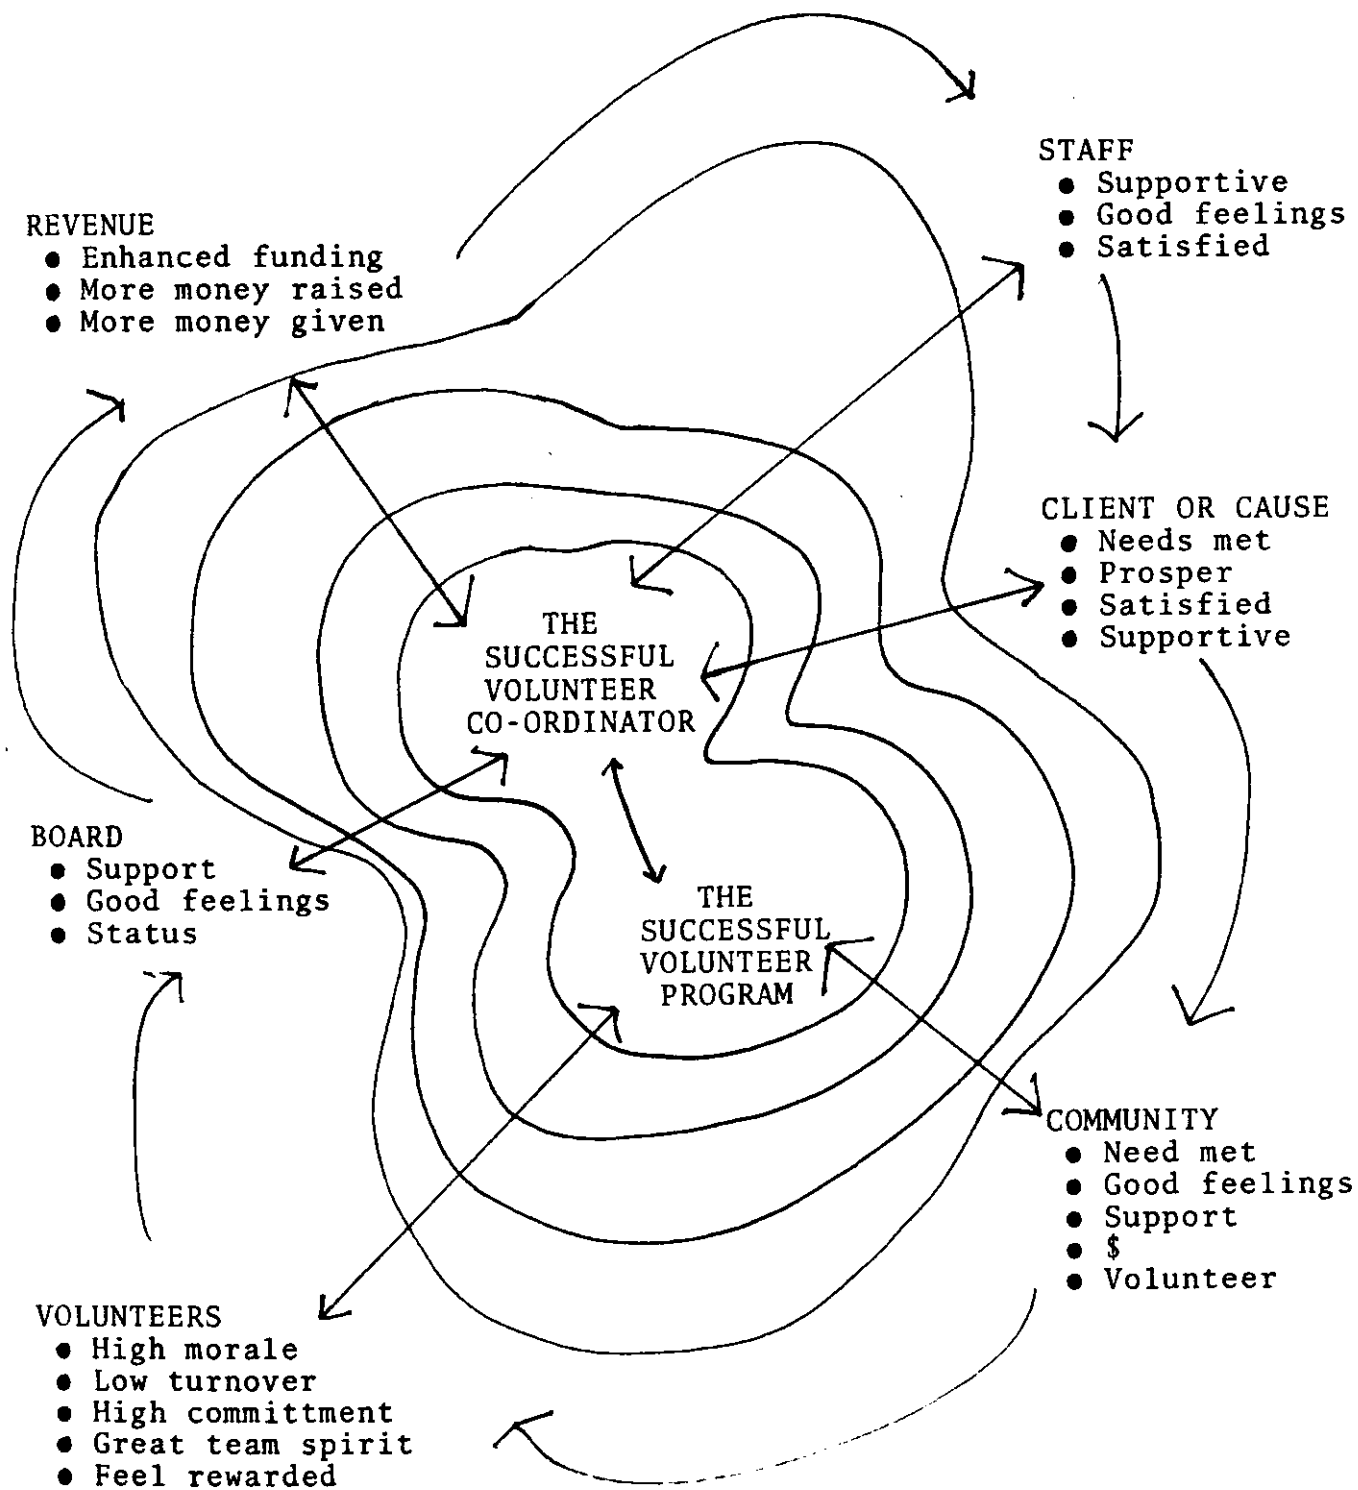 STAFF
● Supportive
● Good feelings
● Satisfied
REVENUE
● Enhanced funding
● More money raised
● More money given
CLIENT OR CAUSE
● Needs met
● Prosper
● Satisfied
● Supportive
THE
SUCCESSFUL
VOLUNTEER
CO-ORDINATOR
BOARD
● Support
● Good feelings
● Status
THE
SUCCESSFUL
VOLUNTEER
PROGRAM
COMMUNITY
● Need met
● Good feelings
● Support
● $
● Volunteer
VOLUNTEERS
● High morale
● Low turnover
● High committment
● Great team spirit
● Feel rewarded